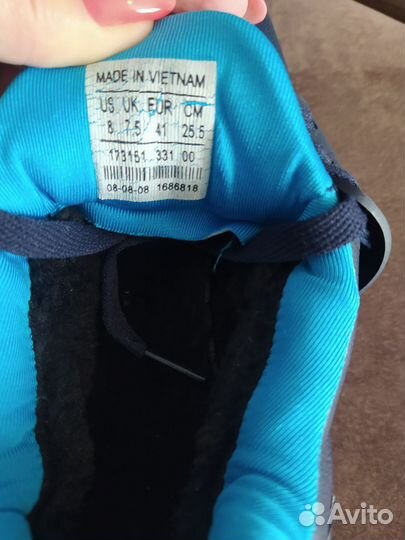 MADE IN VIETNAM
US UK EUR CM
8 7.5 41 25.5
173151 331 00
08-08-08 1686818
Avito